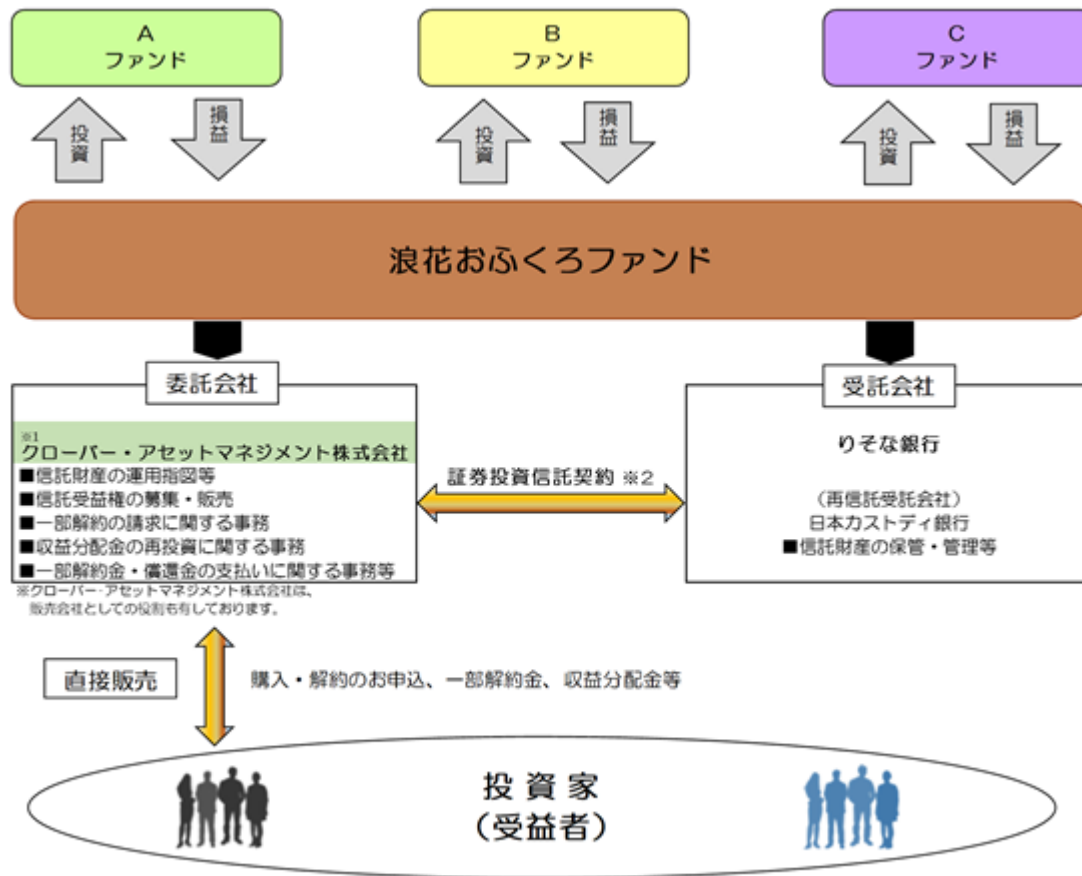 A
ファンド
B
ファンド
C
ファンド
投資
損益
投資
損益
投資
損益
浪花おふくろファンド
委託会社
受託会社
※1
クローバー・アセットマネジメント株式会社
■信託財産の運用指図等
■信託受益権の募集・販売
■一部解約の請求に関する事務
■収益分配金の再投資に関する事務
■一部解約金・償還金の支払いに関する事務等
※クローバー・アセットマネジメント株式会社は、
販売会社としての役割も有しております。
証券投資信託契約 ※2
りそな銀行
（再信託受託会社）
日本カストディ銀行
■信託財産の保管・管理等
直接販売
購入・解約のお申込、一部解約金、収益分配金等
投資家
（受益者）